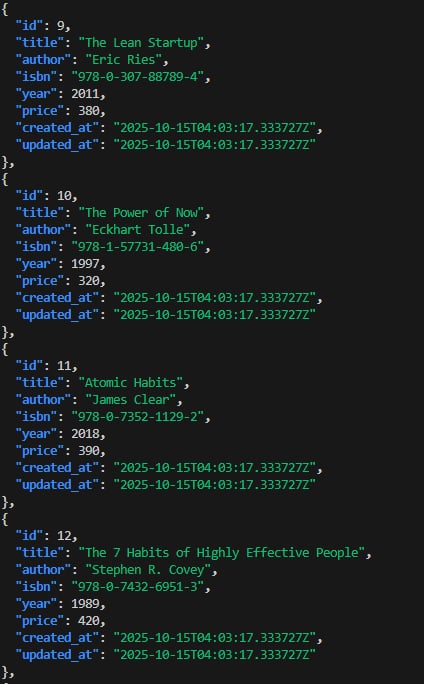 {
"id": 9,
"title": "The Lean Startup",
"author": "Eric Ries",
"isbn": "978-0-307-88789-4",
"year": 2011,
"price": 380,
"created_at": "2025-10-15T04:03:17.333727Z",
"updated_at": "2025-10-15T04:03:17.333727Z"
},
{
"id": 10,
"title": "The Power of Now",
"author": "Eckhart Tolle",
"isbn": "978-1-57731-480-6",
"year": 1997,
"price": 320,
"created_at": "2025-10-15T04:03:17.333727Z",
"updated_at": "2025-10-15T04:03:17.333727Z"
},
{
"id": 11,
"title": "Atomic Habits",
"author": "James Clear",
"isbn": "978-0-7352-1129-2",
"year": 2018,
"price": 390,
"created_at": "2025-10-15T04:03:17.333727Z",
"updated_at": "2025-10-15T04:03:17.333727Z"
},
{
"id": 12,
"title": "The 7 Habits of Highly Effective People",
"author": "Stephen R. Covey",
"isbn": "978-0-7432-6951-3",
"year": 1989,
"price": 420,
"created_at": "2025-10-15T04:03:17.333727Z",
"updated_at": "2025-10-15T04:03:17.333727Z"
},